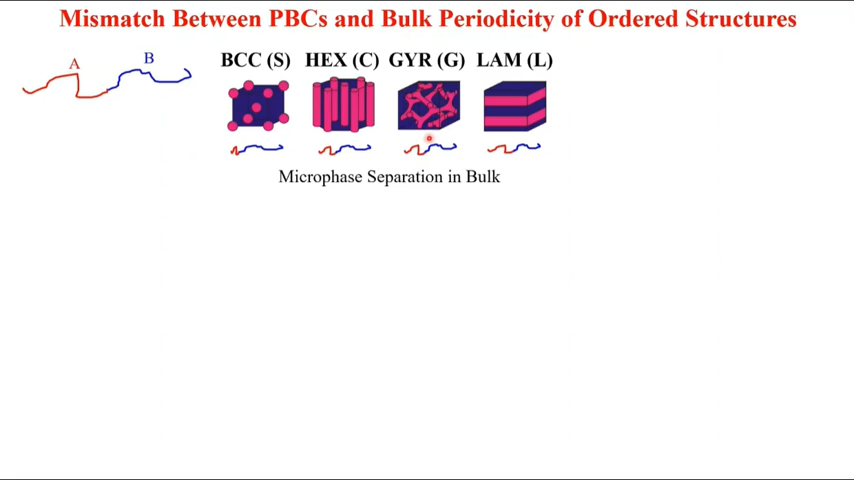 Mismatch Between PBCs and Bulk Periodicity of Ordered Structures
A B
BCC (S) HEX (C) GYR (G) LAM (L)
Microphase Separation in Bulk